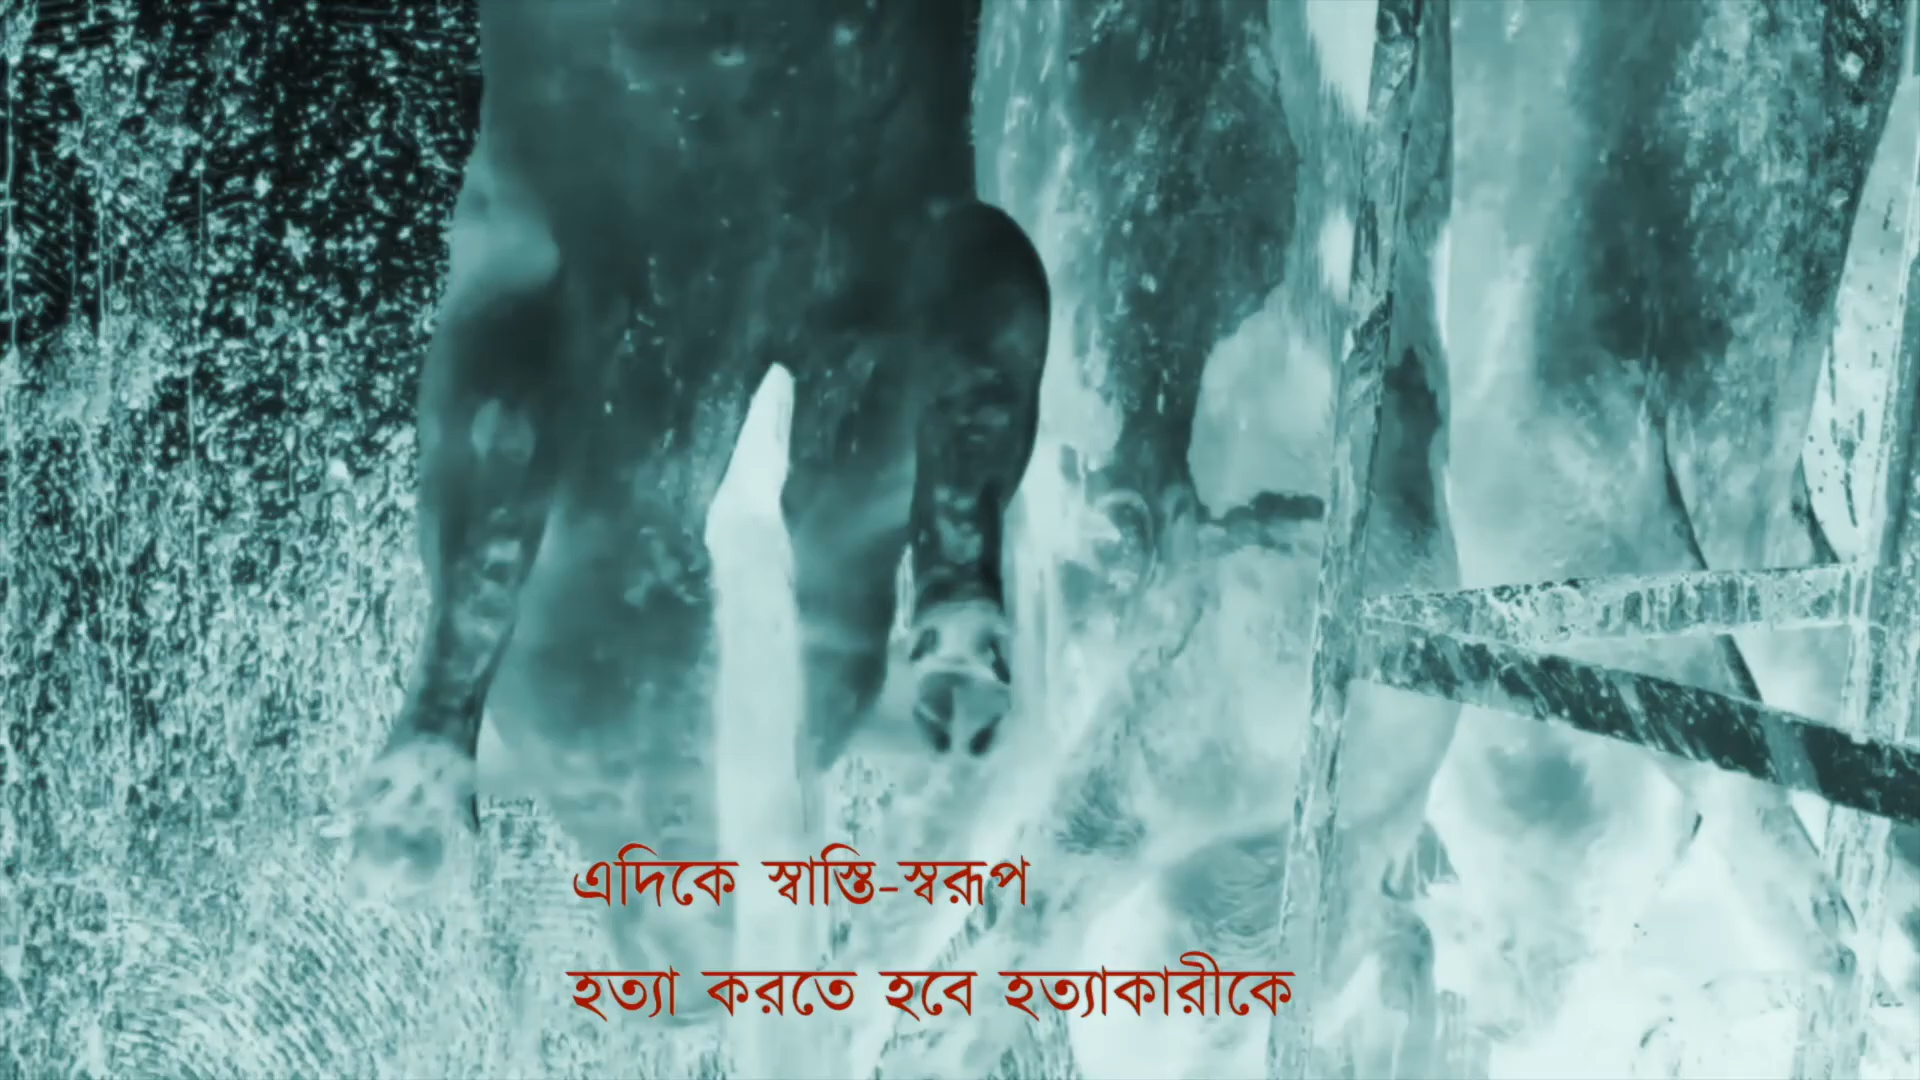 এদিকে স্বাস্তি-স্বরূপ
হত্যা করতে হবে হত্যাকারীকে